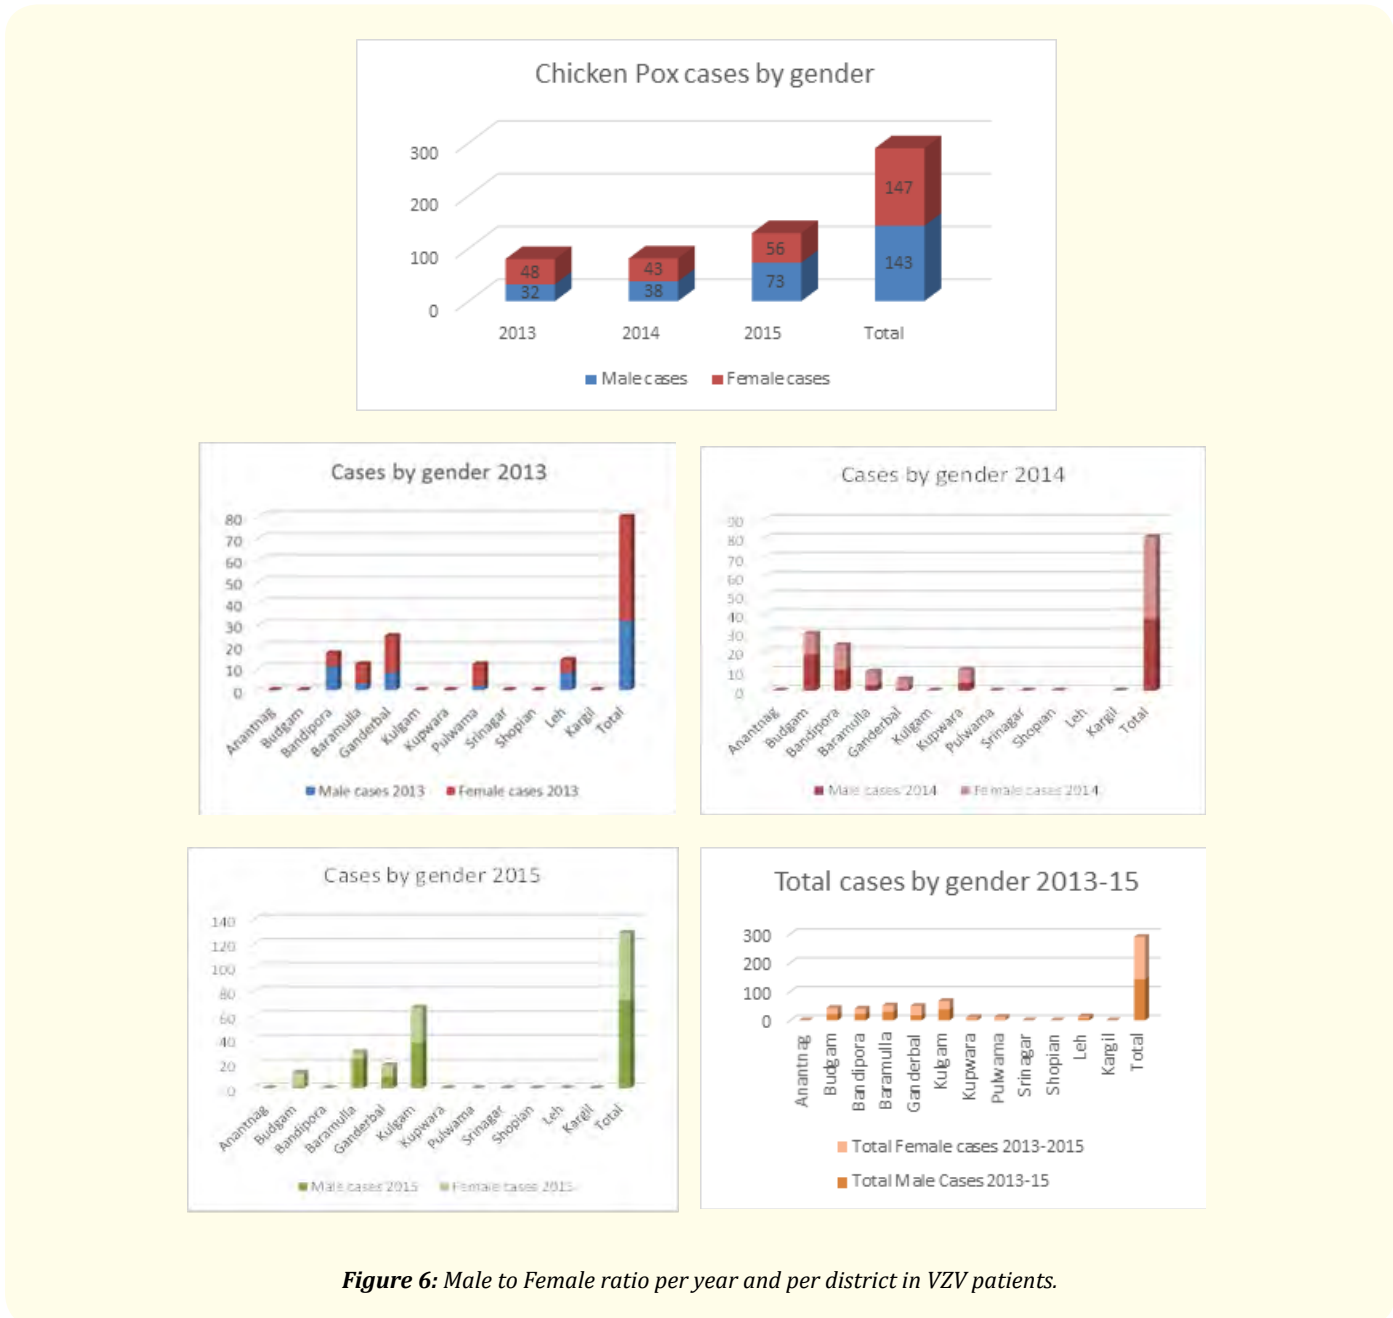 Chicken Pox cases by gender
300
200
100
0
48
32
43
38
56
73
147
143
2013 2014 2015 Total
Male cases Female cases
Cases by gender 2013
80
70
60
50
40
30
20
10
0
Anantnag Budgam Bandipora Baramulla Ganderbal Kulgam Kupwara Pulwama Srinagar Shopian Leh Kargil Total
Male cases 2013 Female cases 2013
Cases by gender 2014
90
80
70
60
50
40
30
20
10
0
Anantnag Budgam Bandipora Baramulla Ganderbal Kulgam Kupwara Pulwama Srinagar Shopian Leh Kargil Total
Male cases 2014 Female cases 2014
Cases by gender 2015
140
120
100
80
60
40
20
0
Anantnag Budgam Bandipora Baramulla Ganderbal Kulgam Kupwara Pulwama Srinagar Shopian Leh Kargil Total
Male cases 2015 Female cases 2015
Total cases by gender 2013-15
300
200
100
0
Anantnag Budgam Bandipora Baramulla Ganderbal Kulgam Kupwara Pulwama Srinagar Shopian Leh Kargil Total
Total Female cases 2013-2015
Total Male Cases 2013-15
Figure 6: Male to Female ratio per year and per district in VZV patients.